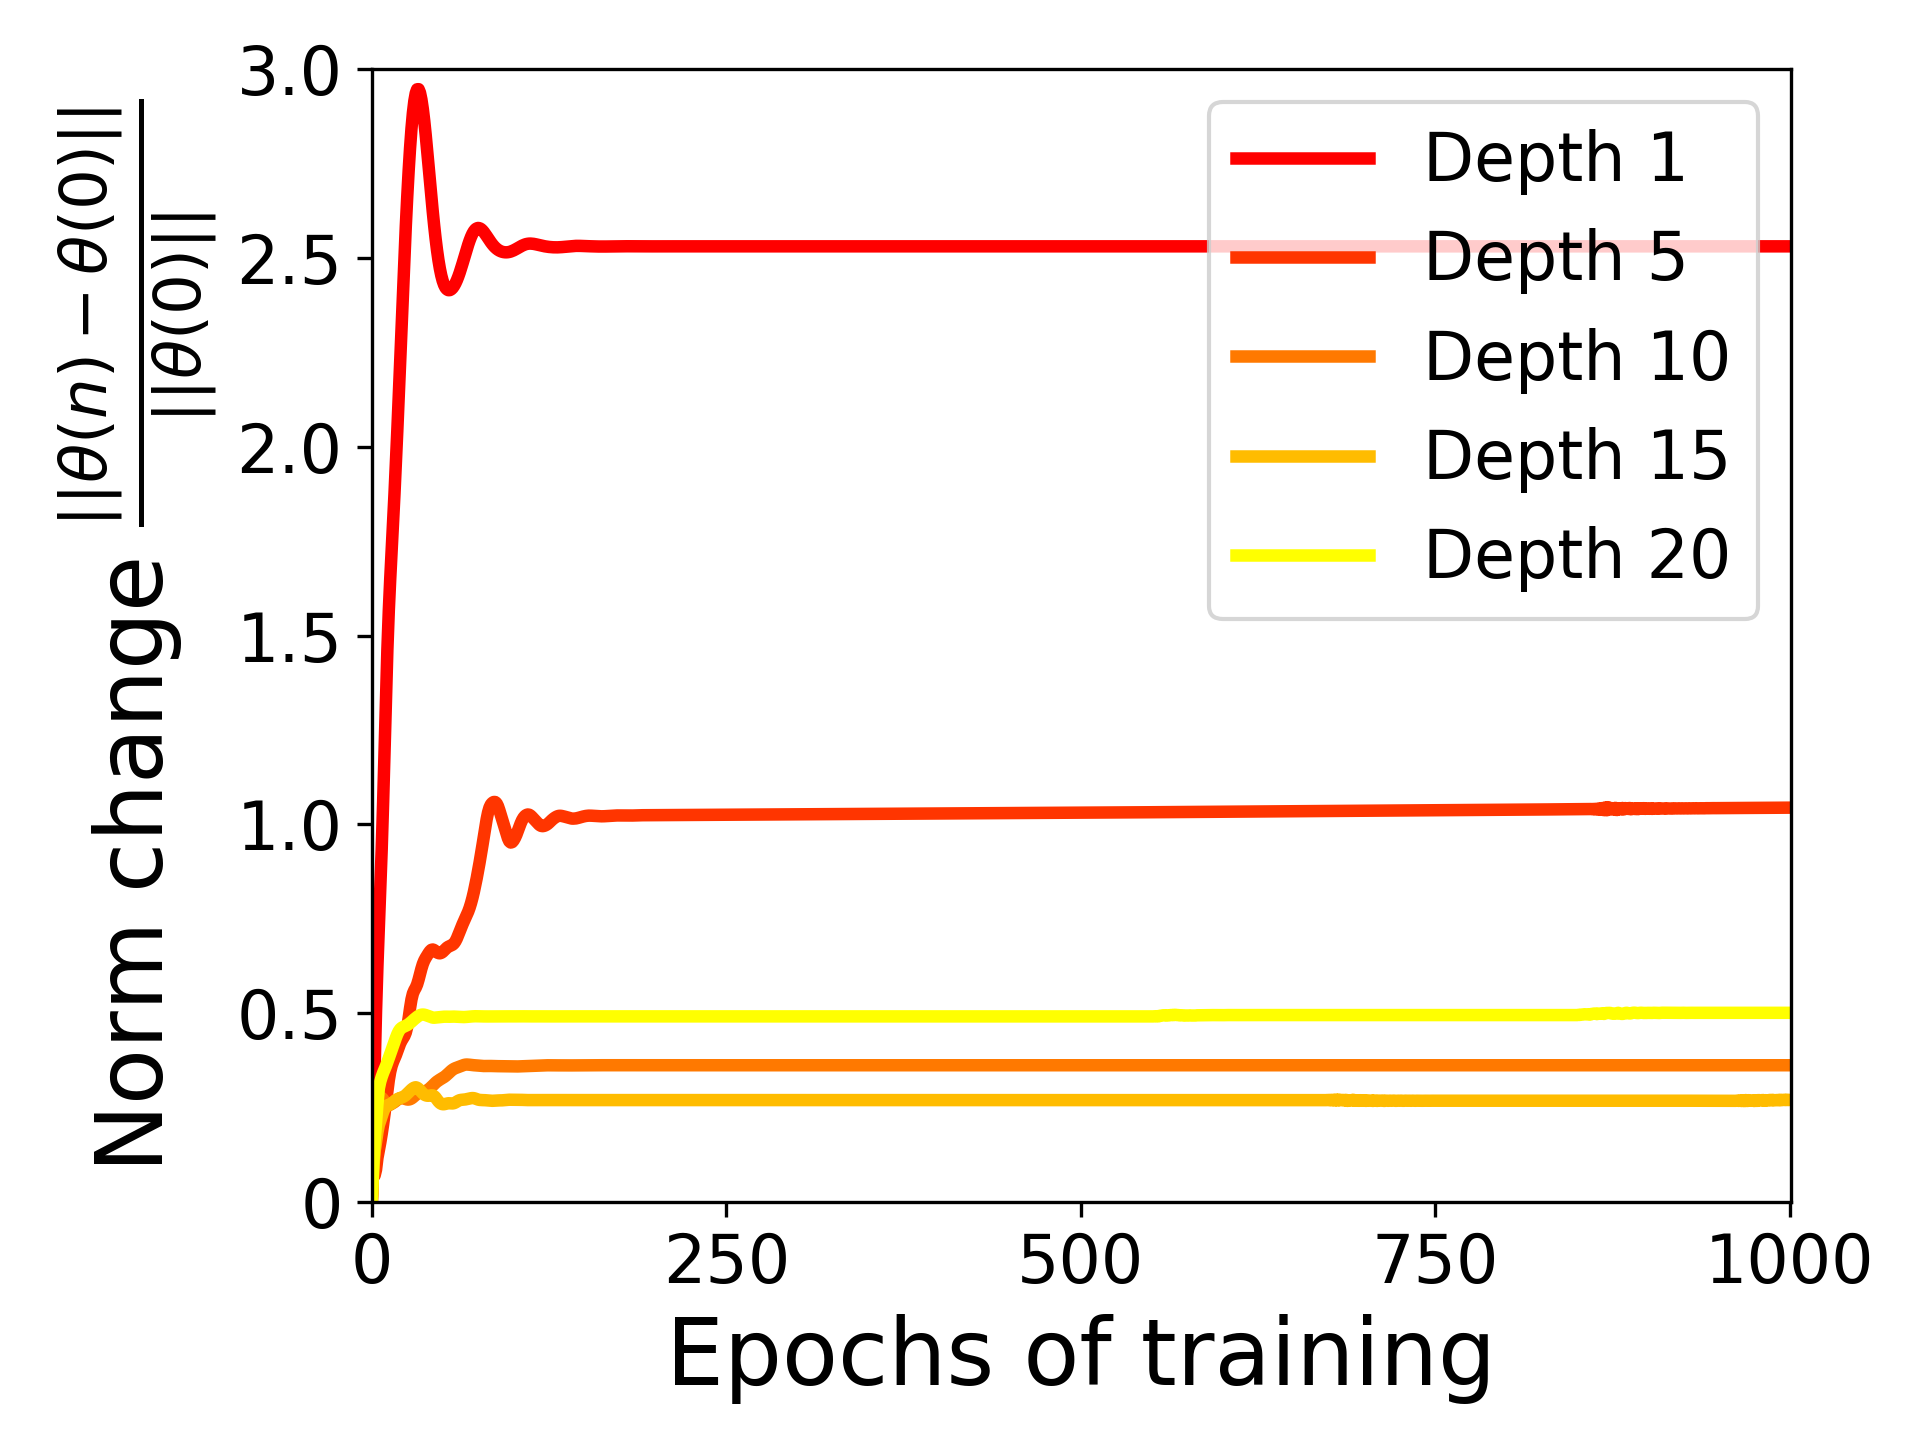 Norm change ||θ(n) − θ(0)|| / ||θ(0)||
3.0
2.5
2.0
1.5
1.0
0.5
0
0 250 500 750 1000
Epochs of training
Depth 1
Depth 5
Depth 10
Depth 15
Depth 20